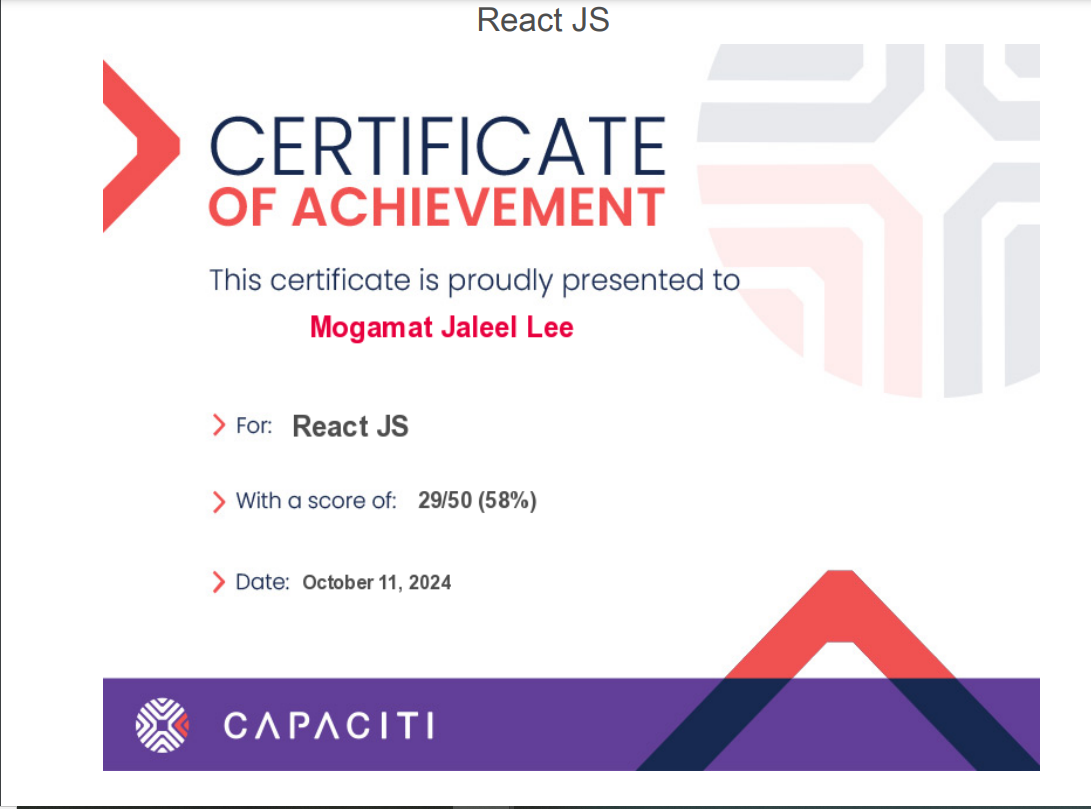 React JS
CERTIFICATE
OF ACHIEVEMENT
This certificate is proudly presented to
Mogamat Jaleel Lee
For: React JS
With a score of: 29/50 (58%)
Date: October 11, 2024
CAPACITI